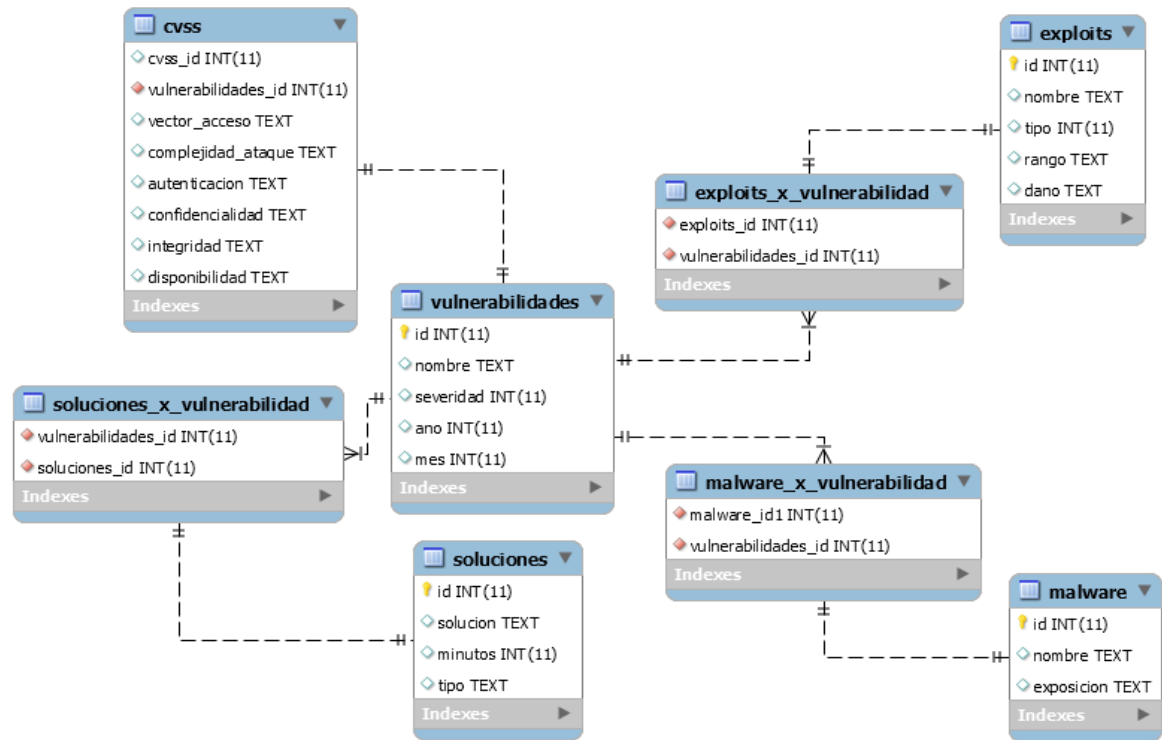 cvss
cvss_id INT(11)
vulnerabilidades_id INT(11)
vector_acceso TEXT
complejidad_ataque TEXT
autenticacion TEXT
confidencialidad TEXT
integridad TEXT
disponibilidad TEXT
Indexes
exploits
id INT(11)
nombre TEXT
tipo INT(11)
rango TEXT
dano TEXT
Indexes
exploits_x_vulnerabilidad
exploits_id INT(11)
vulnerabilidades_id INT(11)
Indexes
vulnerabilidades
id INT(11)
nombre TEXT
severidad INT(11)
ano INT(11)
mes INT(11)
Indexes
soluciones_x_vulnerabilidad
vulnerabilidades_id INT(11)
soluciones_id INT(11)
Indexes
malware_x_vulnerabilidad
malware_id1 INT(11)
vulnerabilidades_id INT(11)
Indexes
soluciones
id INT(11)
solucion TEXT
minutos INT(11)
tipo TEXT
Indexes
malware
id INT(11)
nombre TEXT
exposicion TEXT
Indexes